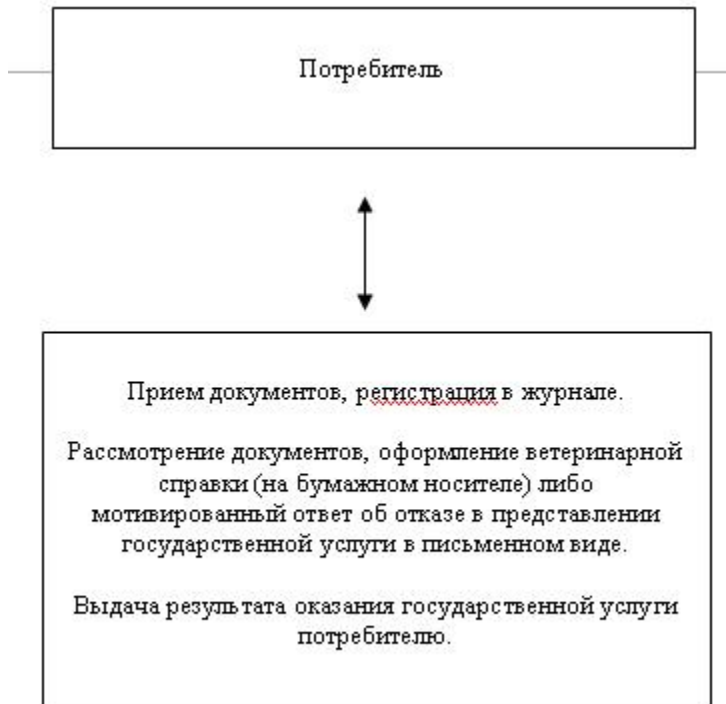 Потребитель
Прием документов, регистрация в журнале.
Рассмотрение документов, оформление ветеринарной
справки (на бумажном носителе) либо
мотивированный ответ об отказе в представлении
государственной услуги в письменном виде.
Выдача результата оказания государственной услуги
потребителю.